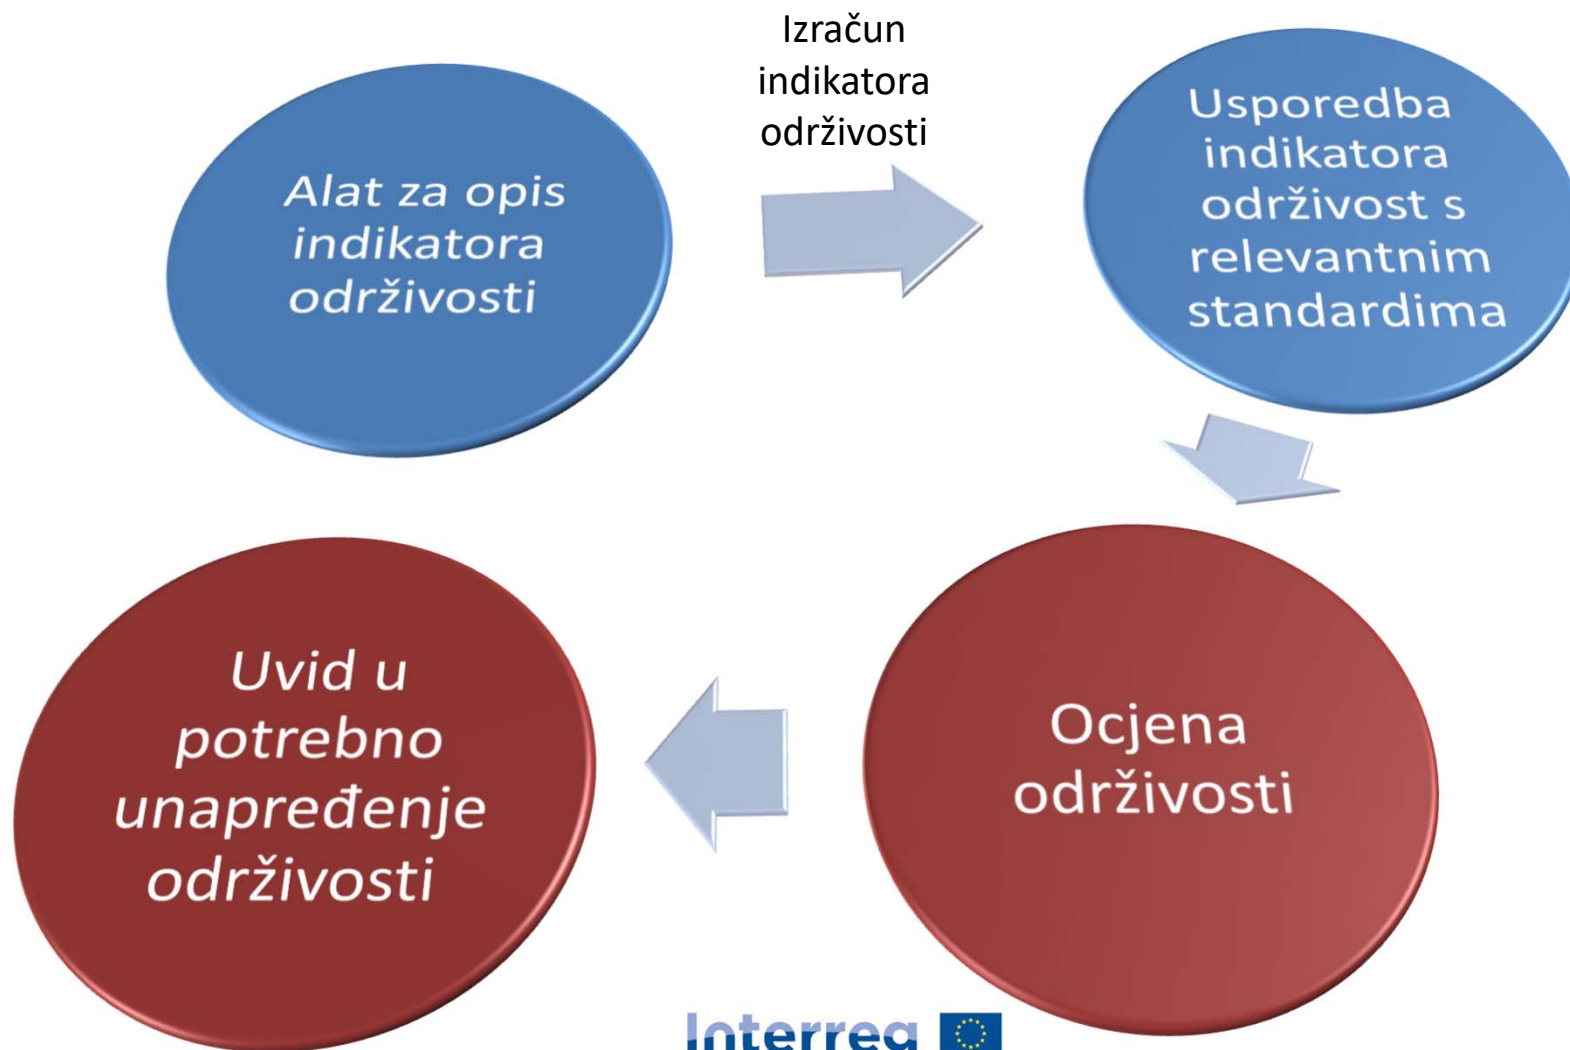 Izračun
indikatora
održivosti
Alat za opis
indikatora
održivosti
Usporedba
indikatora
održivost s
relevantnim
standardima
Ocjena
održivosti
Uvid u
potrebno
unapređenje
održivosti
Interreg